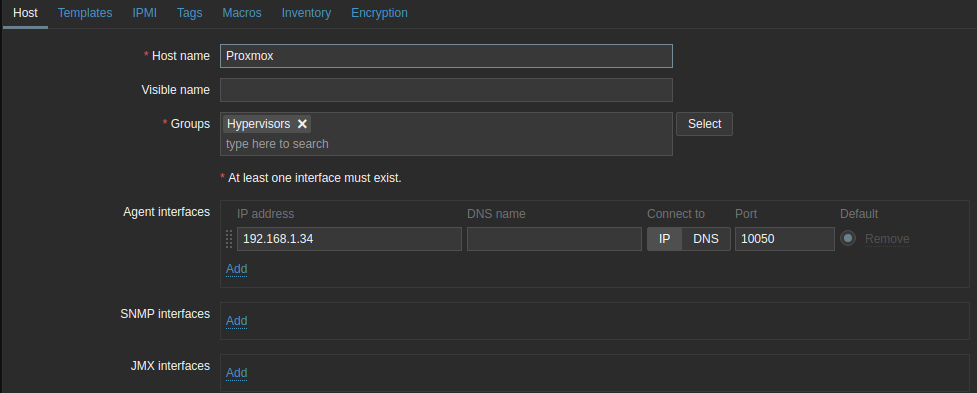 Host Templates IPMI Tags Macros Inventory Encryption
* Host name Proxmox
Visible name
* Groups Hypervisors ✕ Select
type here to search
* At least one interface must exist.
Agent interfaces IP address DNS name Connect to Port Default
192.168.1.34 IP DNS 10050 Remove
Add
SNMP interfaces Add
JMX interfaces Add